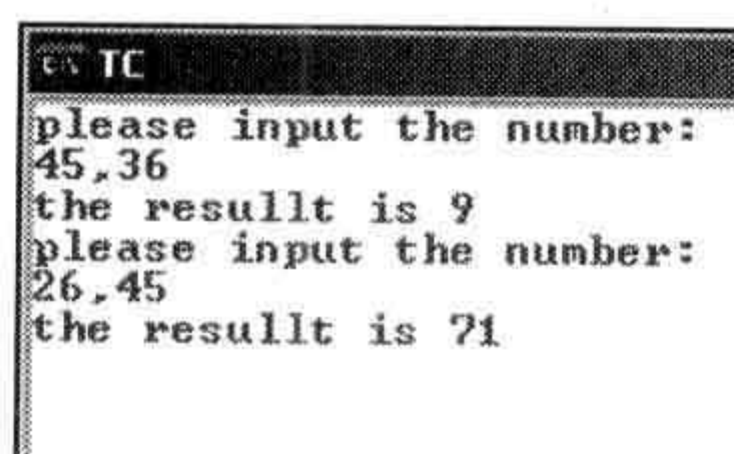 TC
please input the number:
45,36
the resullt is 9
please input the number:
26,45
the resullt is 71